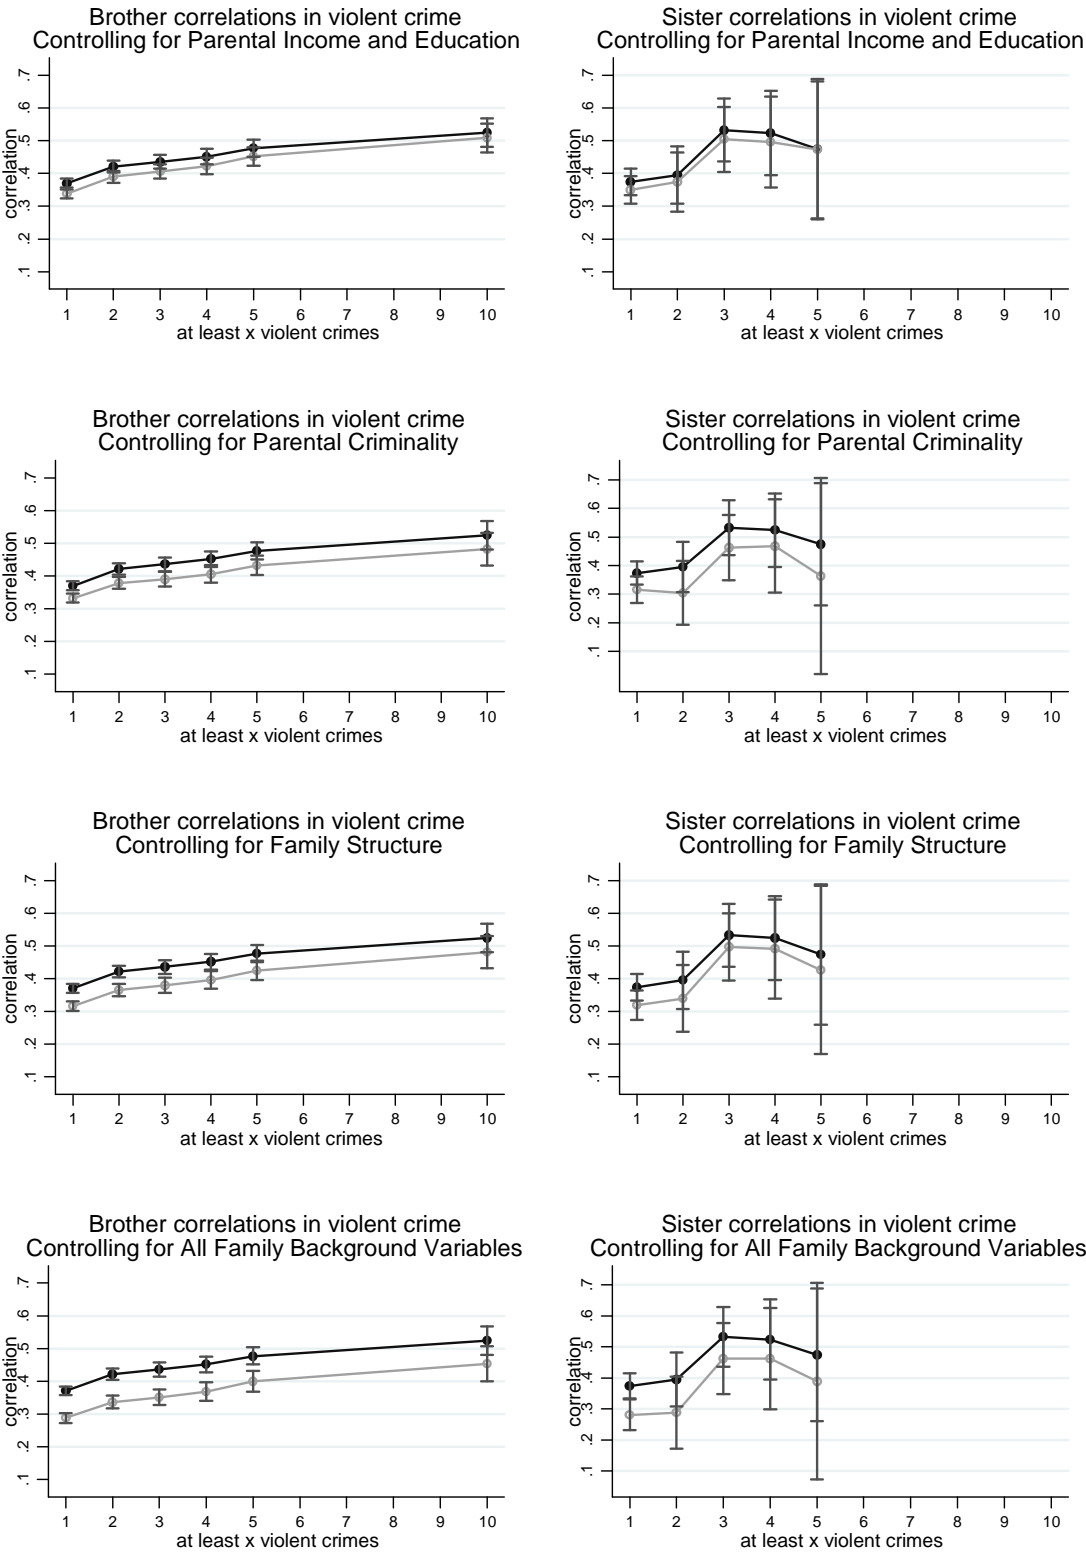 Brother correlations in violent crime
Controlling for Parental Income and Education
correlation
.7
.6
.5
.4
.3
.2
.1
1 2 3 4 5 6 7 8 9 10
at least x violent crimes
Sister correlations in violent crime
Controlling for Parental Income and Education
correlation
.7
.6
.5
.4
.3
.2
.1
1 2 3 4 5 6 7 8 9 10
at least x violent crimes
Brother correlations in violent crime
Controlling for Parental Criminality
correlation
.7
.6
.5
.4
.3
.2
.1
1 2 3 4 5 6 7 8 9 10
at least x violent crimes
Sister correlations in violent crime
Controlling for Parental Criminality
correlation
.7
.6
.5
.4
.3
.2
.1
1 2 3 4 5 6 7 8 9 10
at least x violent crimes
Brother correlations in violent crime
Controlling for Family Structure
correlation
.7
.6
.5
.4
.3
.2
.1
1 2 3 4 5 6 7 8 9 10
at least x violent crimes
Sister correlations in violent crime
Controlling for Family Structure
correlation
.7
.6
.5
.4
.3
.2
.1
1 2 3 4 5 6 7 8 9 10
at least x violent crimes
Brother correlations in violent crime
Controlling for All Family Background Variables
correlation
.7
.6
.5
.4
.3
.2
.1
1 2 3 4 5 6 7 8 9 10
at least x violent crimes
Sister correlations in violent crime
Controlling for All Family Background Variables
correlation
.7
.6
.5
.4
.3
.2
.1
1 2 3 4 5 6 7 8 9 10
at least x violent crimes